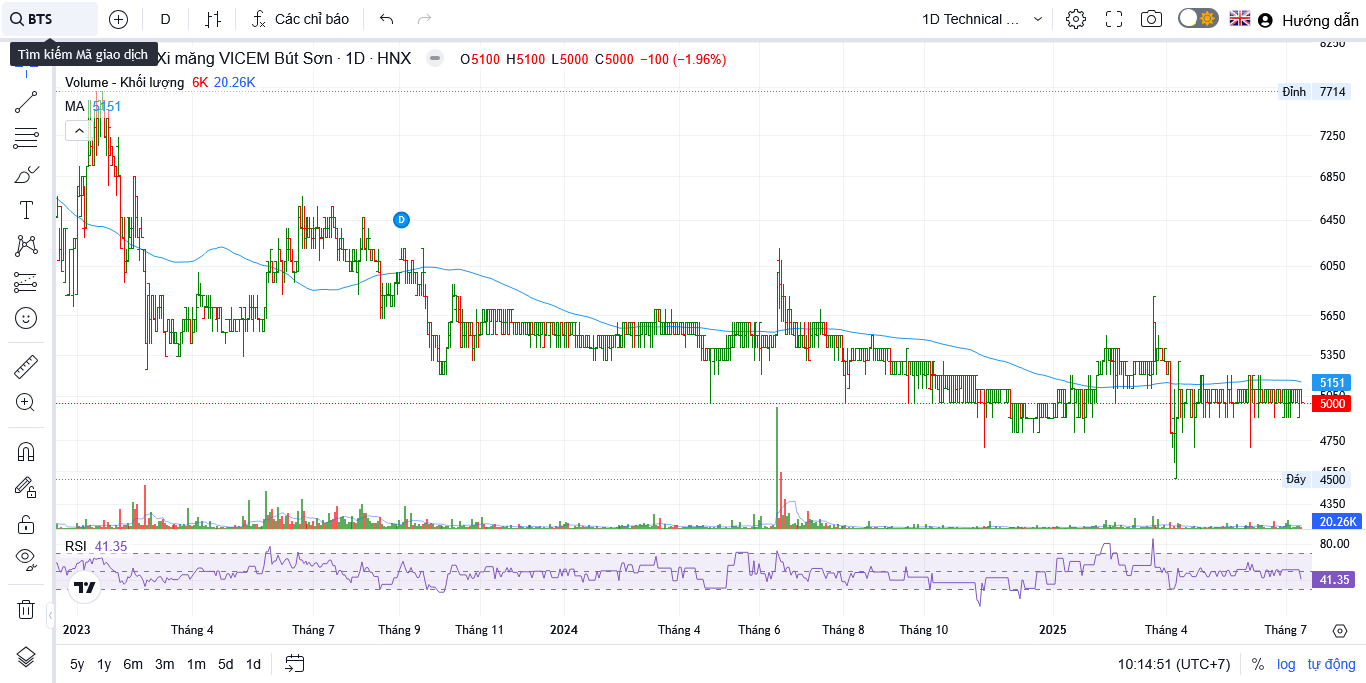 BTS
D
Các chỉ báo
1D Technical ...
Hướng dẫn
Tìm kiếm Mã giao dịch
Xi măng VICEM Bút Sơn · 1D · HNX
O5100 H5100 L5000 C5000 −100 (−1.96%)
Volume - Khối lượng 6K 20.26K
MA 5151
8250
Đỉnh 7714
7250
6850
6450
D
6050
5650
5350
5151
5050
5000
4750
4550
Đáy 4500
4350
20.26K
RSI 41.35
80.00
41.35
2023 Tháng 4 Tháng 7 Tháng 9 Tháng 11 2024 Tháng 4 Tháng 6 Tháng 8 Tháng 10 2025 Tháng 4 Tháng 7
5y 1y 6m 3m 1m 5d 1d
10:14:51 (UTC+7) % log tự động